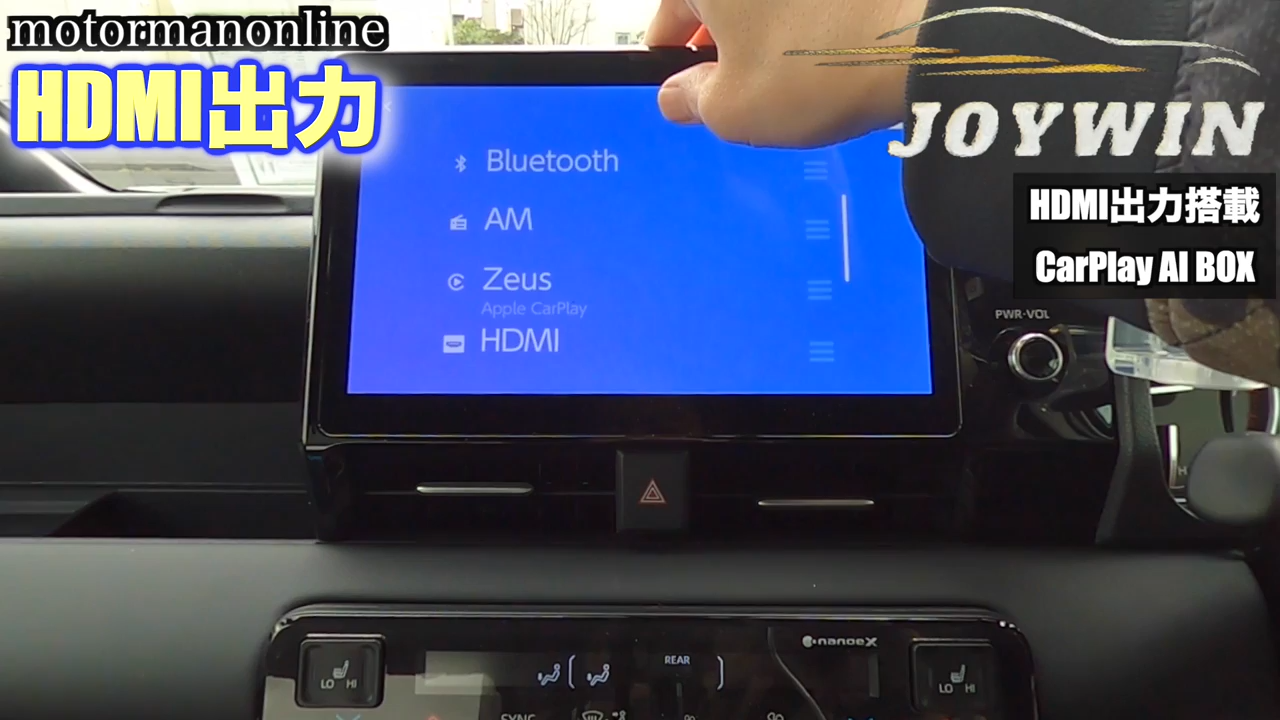 motormanonline
HDMI出力
JOYWIN
HDMI出力搭載
CarPlay AI BOX
Bluetooth
AM
Zeus
Apple CarPlay
HDMI
PWR-VOL
H
nanoeX
REAR
LO HI
LO HI
SYNC